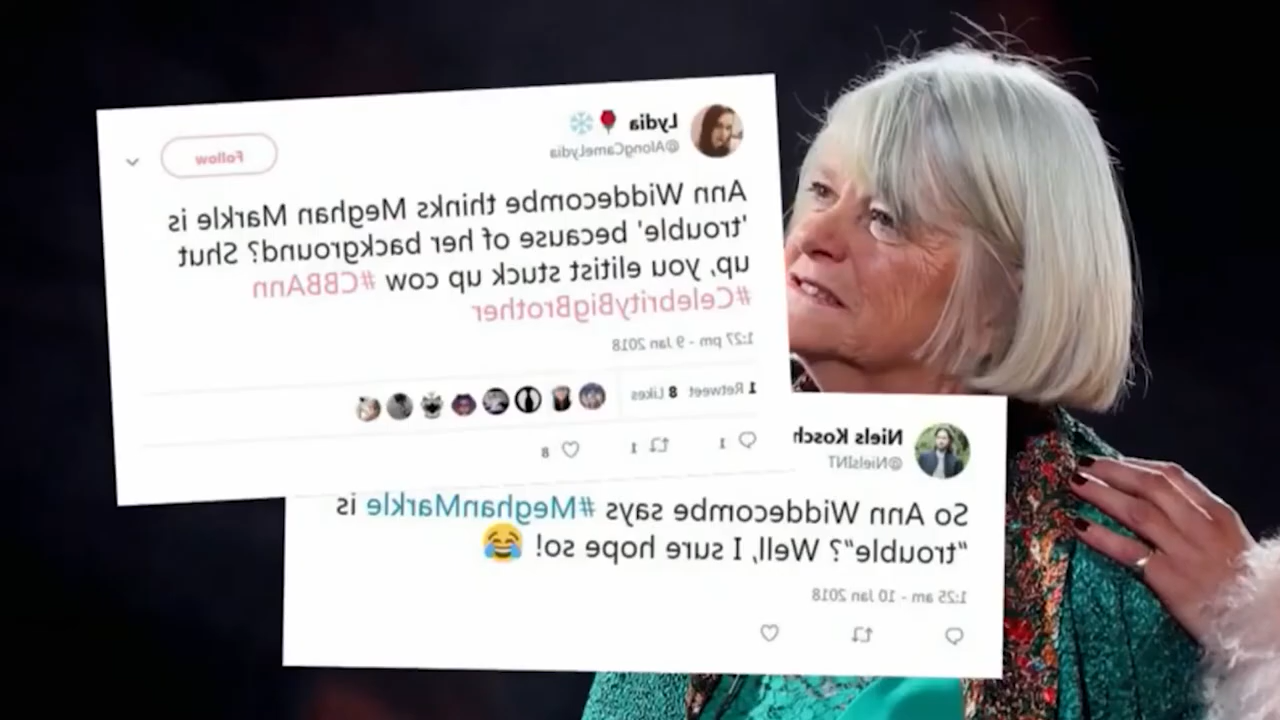 Lydia
@AlongCameLydia
Follow
Ann Widdecombe thinks Meghan Markle is
'trouble' because of her background? Shut
up, you elitist stuck up cow #CBBAnn
#CelebrityBigBrother
1:27 pm - 9 Jan 2018
1 Retweet 8 Likes
1 1 8
Niels Kosch
@NielsINT
So Ann Widdecombe says #MeghanMarkle is
“trouble“? Well, I sure hope so!
1:25 am - 10 Jan 2018